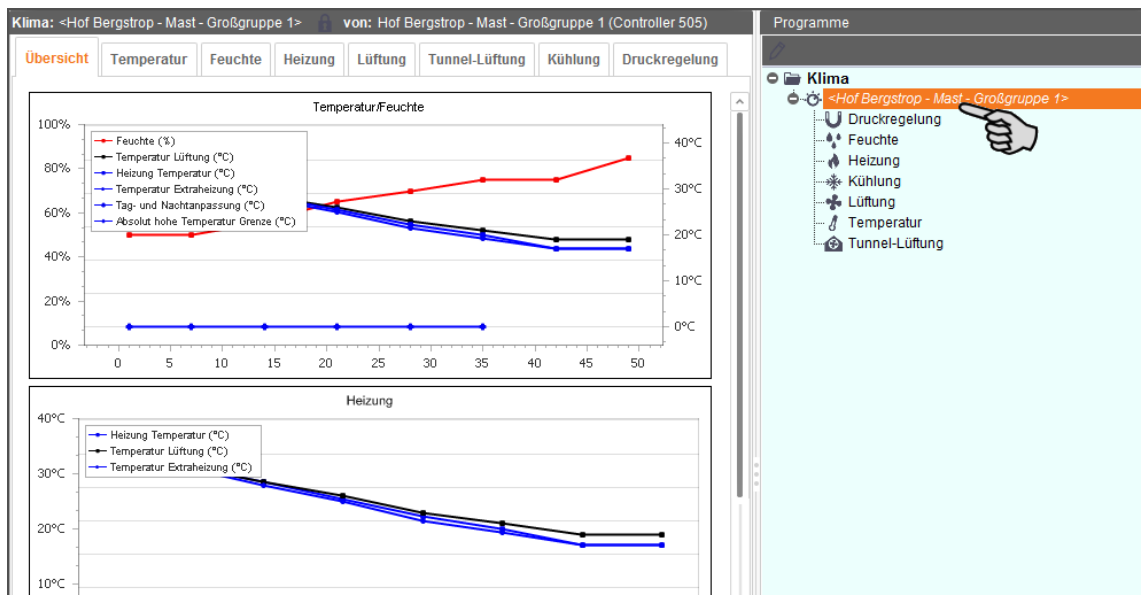 Klima: <Hof Bergstrop - Mast - Großgruppe 1> von: Hof Bergstrop - Mast - Großgruppe 1 (Controller 505)
Übersicht Temperatur Feuchte Heizung Lüftung Tunnel-Lüftung Kühlung Druckregelung
Temperatur/Feuchte
100%
80%
60%
40%
20%
0%
Feuchte (%)
Temperatur Lüftung (°C)
Heizung Temperatur (°C)
Temperatur Extraheizung (°C)
Tag- und Nachtanpassung (°C)
Absolut hohe Temperatur Grenze (°C)
40°C
30°C
20°C
10°C
0°C
0 5 10 15 20 25 30 35 40 45 50
Heizung
40°C
30°C
20°C
10°C
Heizung Temperatur (°C)
Temperatur Lüftung (°C)
Temperatur Extraheizung (°C)
Programme
Klima
<Hof Bergstrop - Mast - Großgruppe 1>
Druckregelung
Feuchte
Heizung
Kühlung
Lüftung
Temperatur
Tunnel-Lüftung